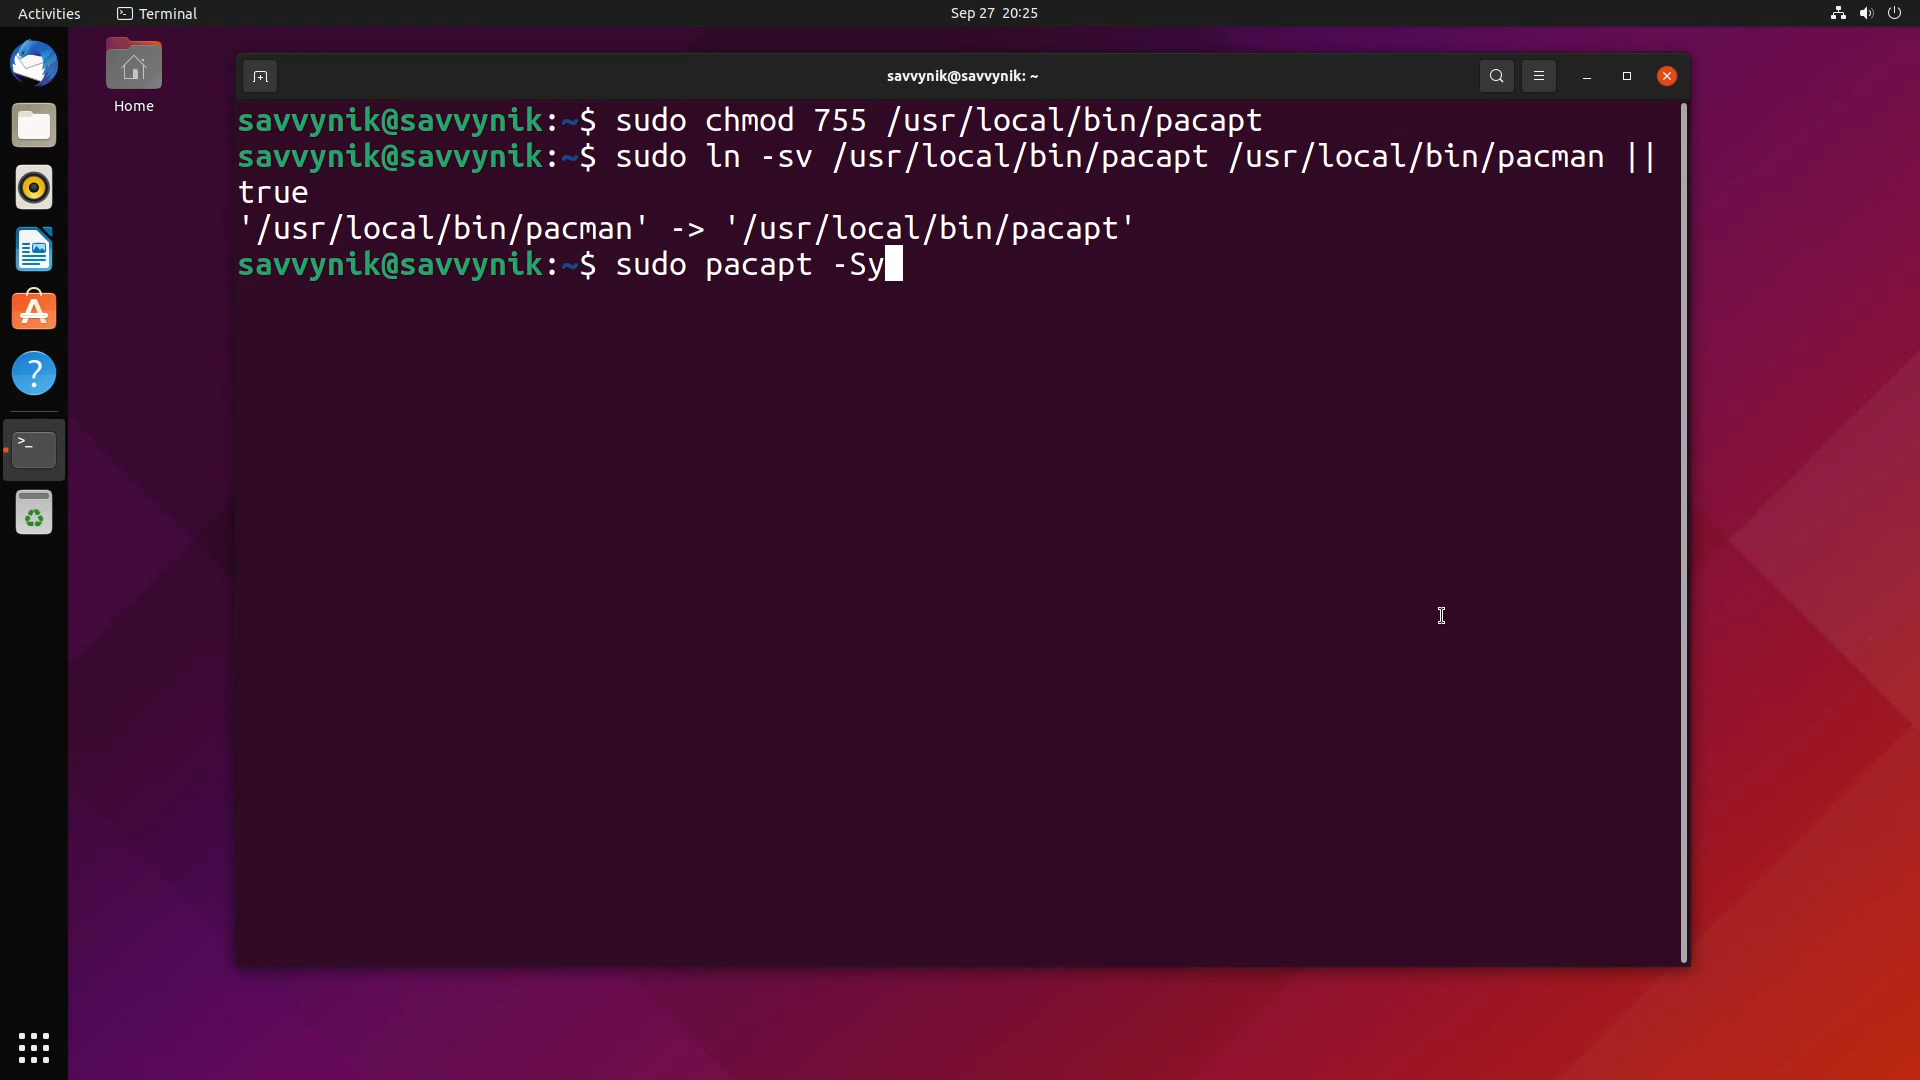 Activities
Terminal
Sep 27 20:25
Home
savvynik@savvynik: ~
savvynik@savvynik:~$ sudo chmod 755 /usr/local/bin/pacapt
savvynik@savvynik:~$ sudo ln -sv /usr/local/bin/pacapt /usr/local/bin/pacman ||
true
'/usr/local/bin/pacman' -> '/usr/local/bin/pacapt'
savvynik@savvynik:~$ sudo pacapt -Sy